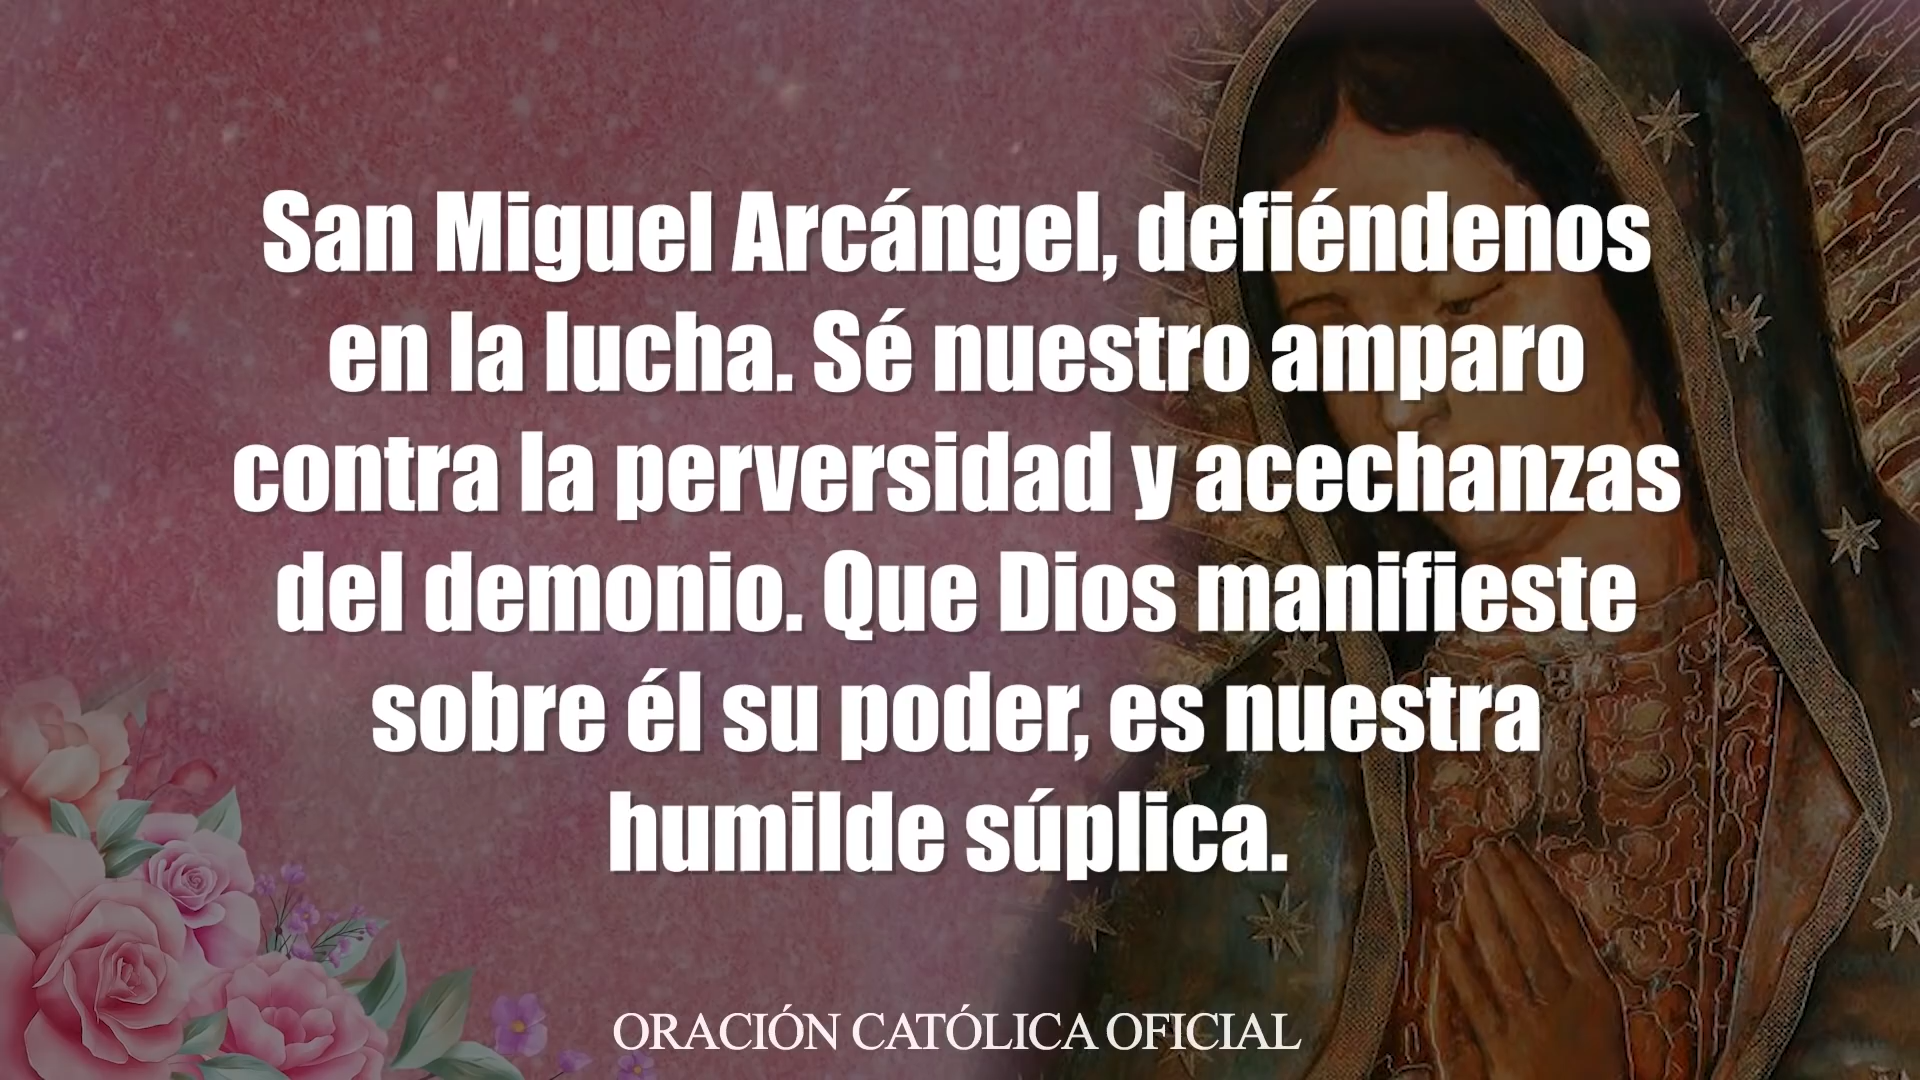 San Miguel Arcángel, defiéndenos
en la lucha. Sé nuestro amparo
contra la perversidad y acechanzas
del demonio. Que Dios manifieste
sobre él su poder, es nuestra
humilde súplica.
ORACIÓN CATÓLICA OFICIAL